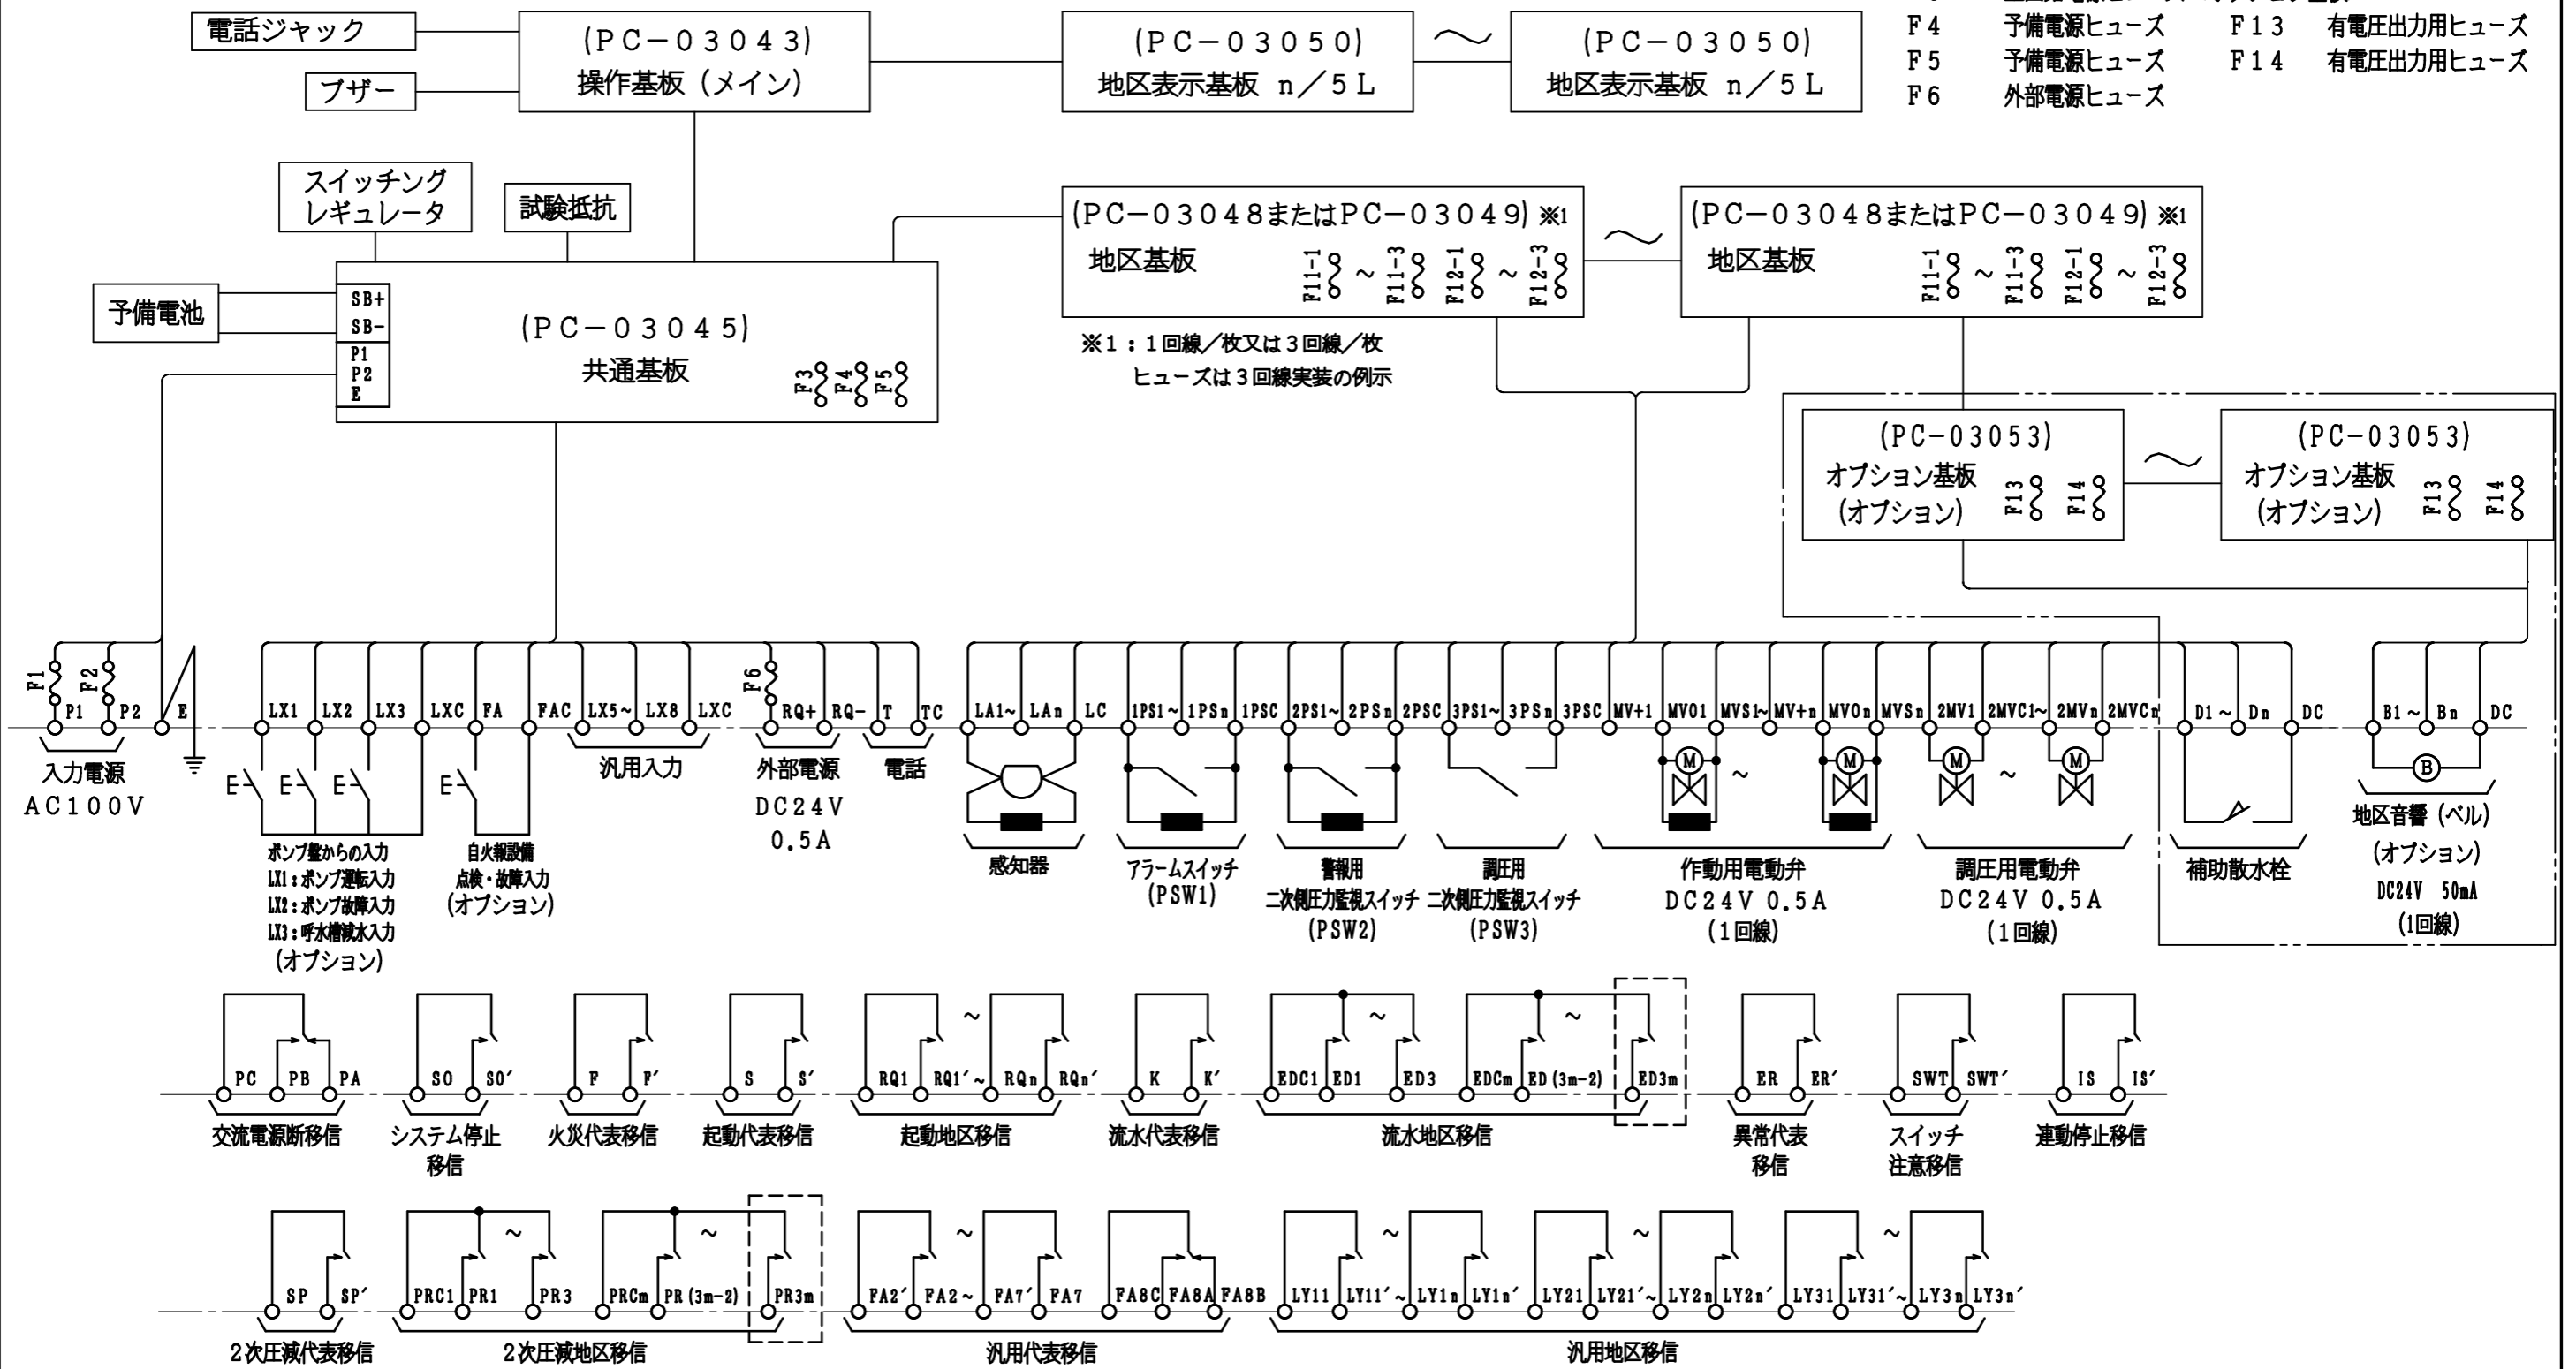 電話ジャック
ブザー
(PC−03043)
操作基板（メイン）
(PC−03050)
地区表示基板 n／5L
(PC−03050)
地区表示基板 n／5L
F4 予備電源ヒューズ F13 有電圧出力用ヒューズ
F5 予備電源ヒューズ F14 有電圧出力用ヒューズ
F6 外部電源ヒューズ
スイッチング
レギュレータ
試験抵抗
予備電池
SB+
SB-
P1
P2
E
(PC−03045)
共通基板
F3 F4 F5
(PC−03048またはPC−03049)※1
地区基板
F11-1 ~ F11-3 F12-1 ~ F12-3
(PC−03048またはPC−03049)※1
地区基板
F11-1 ~ F11-3 F12-1 ~ F12-3
※1：1回線／枚又は3回線／枚
ヒューズは3回線実装の例示
(PC−03053)
オプション基板
(オプション)
F13 F14
(PC−03053)
オプション基板
(オプション)
F13 F14
F1 F2 F6
P1 P2 E LX1 LX2 LX3 LXC FA FAC LX5~ LX8 LXC RQ+ RQ- T TC LA1~ LAn LC 1PS1~ 1PSn 1PSC 2PS1~ 2PSn 2PSC 3PS1~ 3PSn 3PSC MV+1 MVO1 MVS1~ MV+n MVOn MVSn 2MV1 2MVC1~ 2MVn 2MVCn D1~ Dn DC B1~ Bn DC
E E E E
M ~ M M ~ M B
入力電源
AC100V
ポンプ盤からの入力
LX1：ポンプ運転入力
LX2：ポンプ故障入力
LX3：呼水槽減水入力
(オプション)
自火報設備
点検・故障入力
(オプション)
汎用入力
外部電源
DC24V
0.5A
電話
感知器
アラームスイッチ
(PSW1)
警報用
二次側圧力監視スイッチ
(PSW2)
調圧用
二次側圧力監視スイッチ
(PSW3)
作動用電動弁
DC24V 0.5A
(1回線)
調圧用電動弁
DC24V 0.5A
(1回線)
補助散水栓
地区音響（ベル）
(オプション)
DC24V 50mA
(1回線)
PC PB PA SO SO′ F F′ S S′ RQ1 RQ1′~ RQn RQn′ K K′ EDC1 ED1 ~ ED3 EDCm ED(3m-2) ~ ED3m ER ER′ SWT SWT′ IS IS′
交流電源断移信
システム停止
移信
火災代表移信
起動代表移信
起動地区移信
流水代表移信
流水地区移信
異常代表
移信
スイッチ
注意移信
連動停止移信
SP SP′ PRC1 PR1 ~ PR3 PRCm PR(3m-2) ~ PR3m FA2′ FA2~ FA7′ FA7 FA8C FA8A FA8B LY11 LY11′~ LY1n LY1n′ LY21 LY21′~ LY2n LY2n′ LY31 LY31′~ LY3n LY3n′
2次圧減代表移信
2次圧減地区移信
汎用代表移信
汎用地区移信